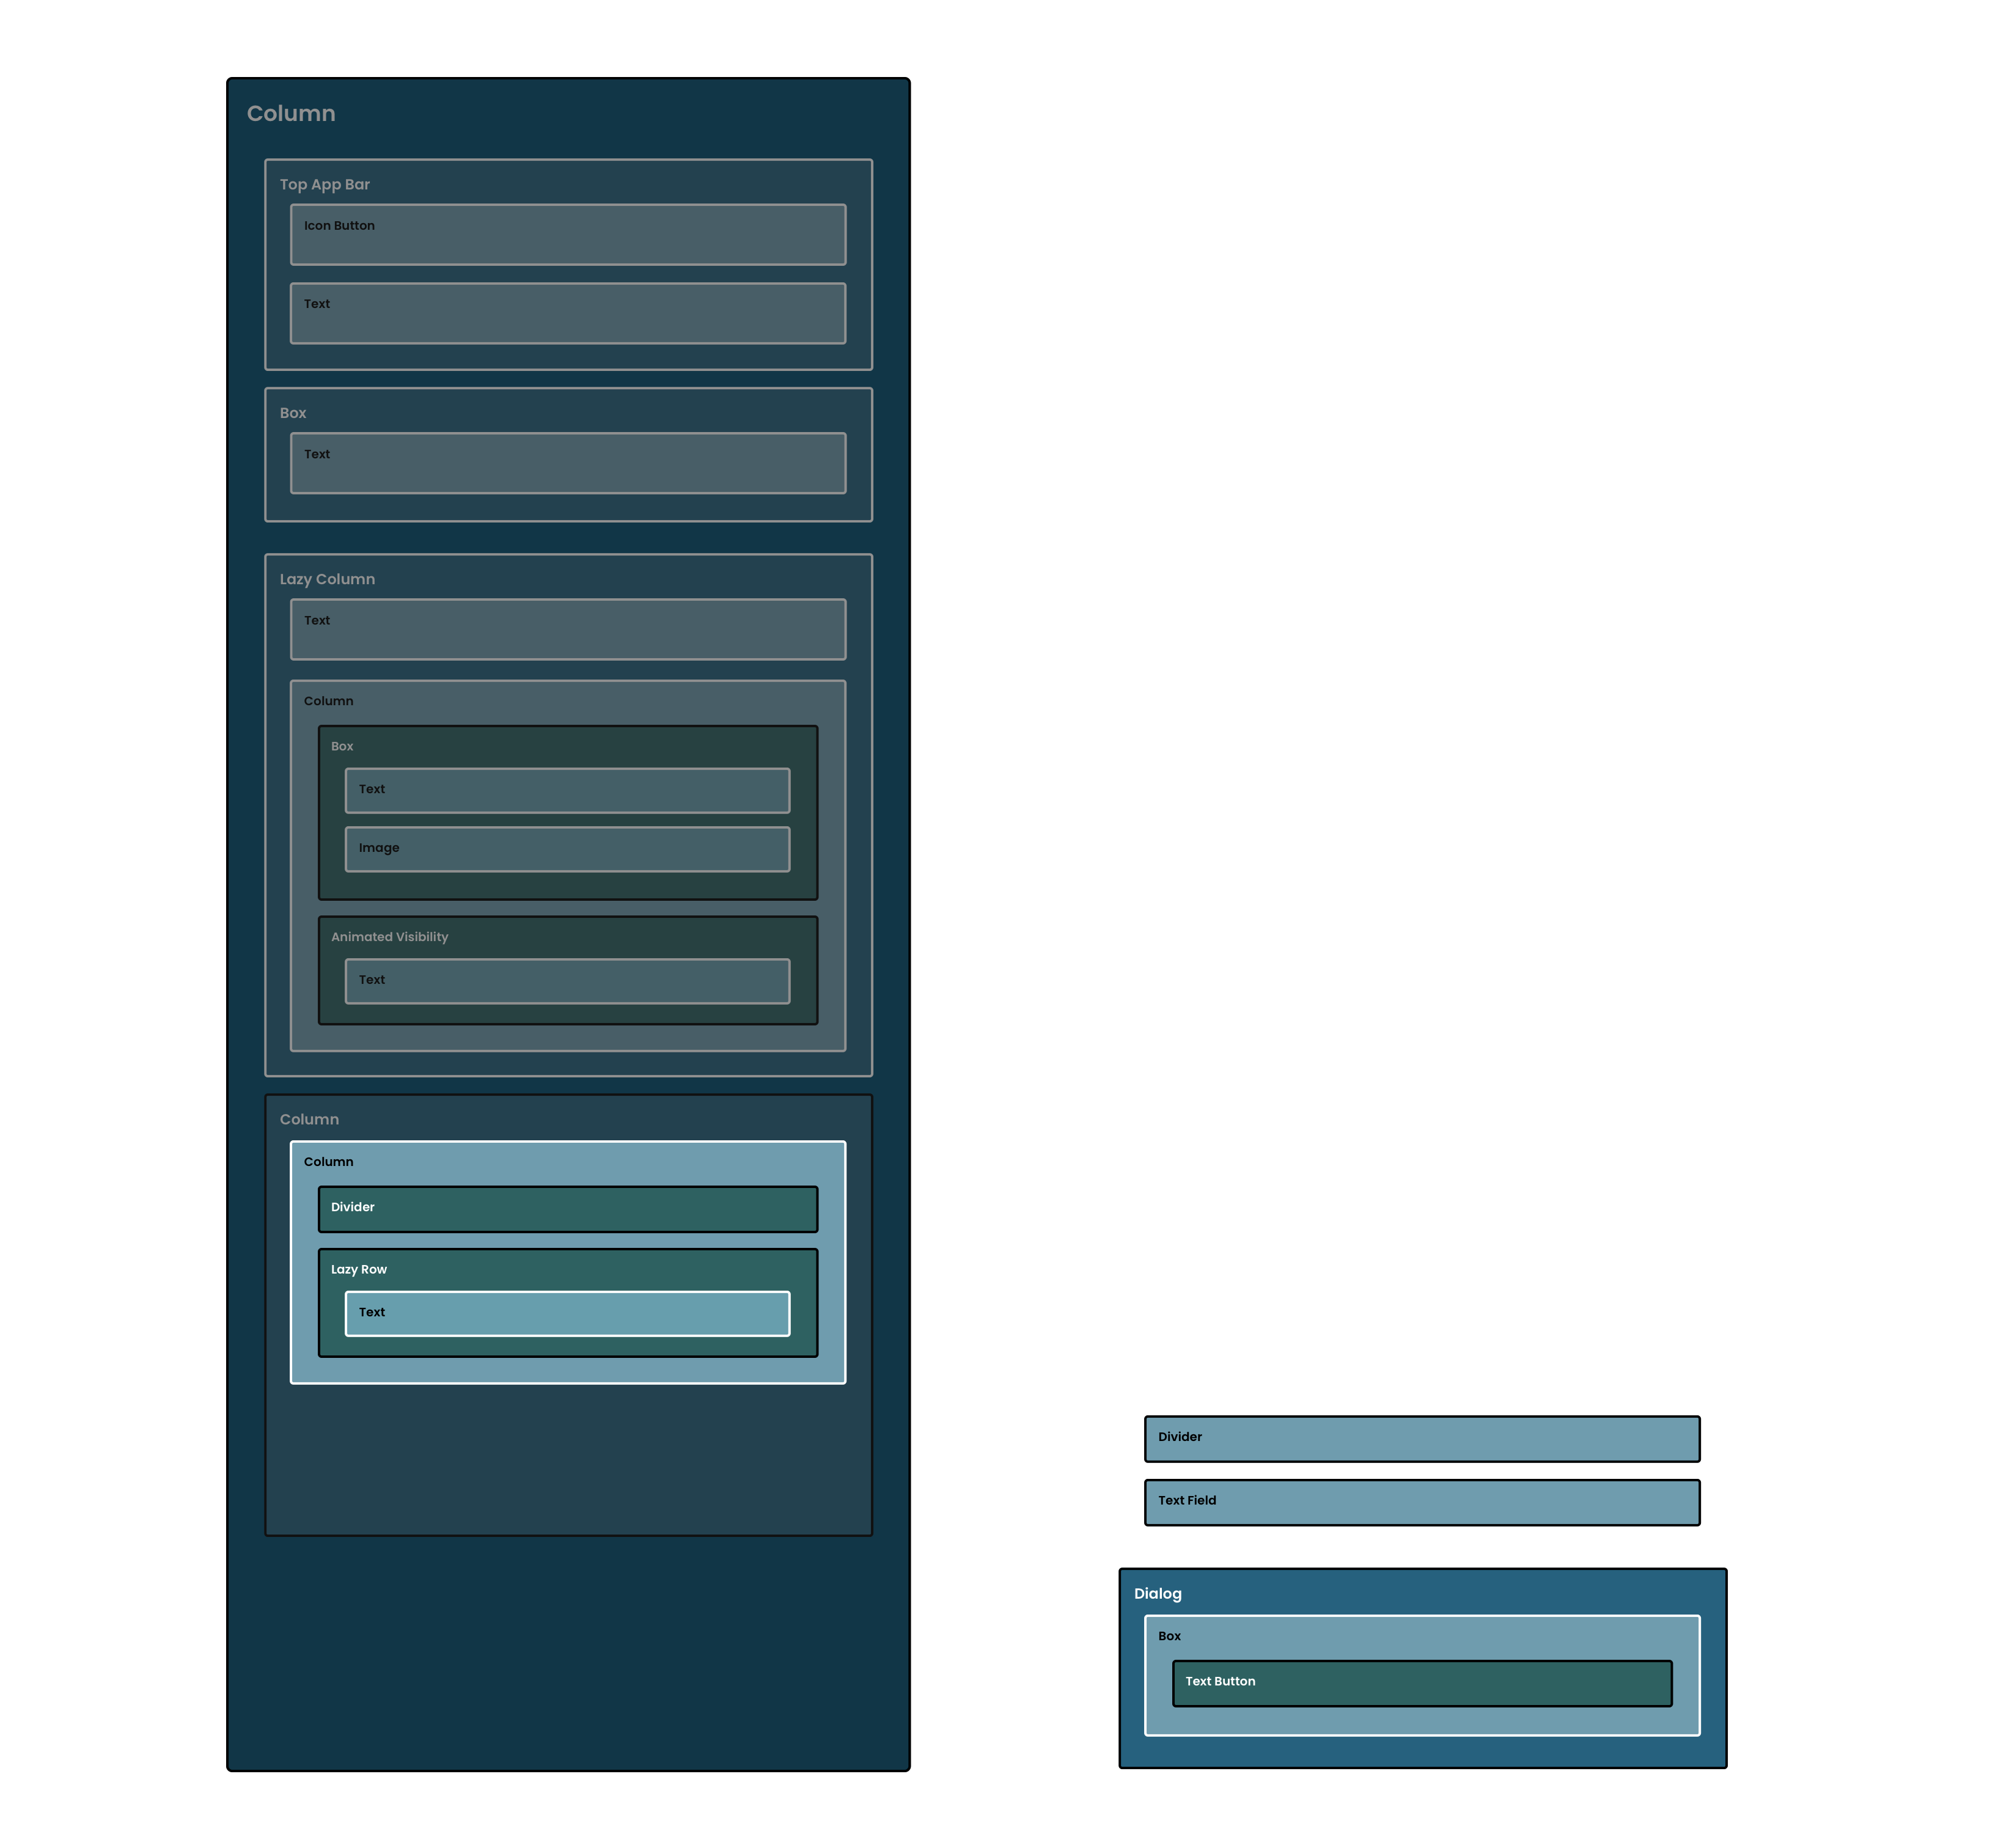 Column
Top App Bar
Icon Button
Text
Box
Text
Lazy Column
Text
Column
Box
Text
Image
Animated Visibility
Text
Column
Column
Divider
Lazy Row
Text
Divider
Text Field
Dialog
Box
Text Button